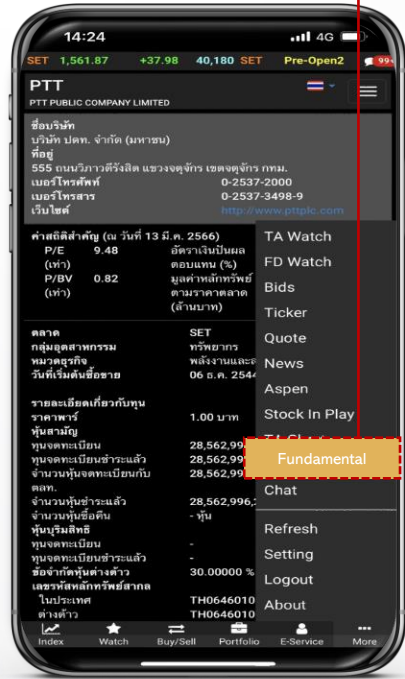 14:24
4G
SET 1,561.87 +37.98 40,180 SET Pre-Open2 99+
PTT
PTT PUBLIC COMPANY LIMITED
ชื่อบริษัท
บริษัท ปตท. จำกัด (มหาชน)
ที่อยู่
555 ถนนวิภาวดีรังสิต แขวงจตุจักร เขตจตุจักร กทม.
เบอร์โทรศัพท์ 0-2537-2000
เบอร์โทรสาร 0-2537-3498-9
เว็บไซต์ http://www.pttplc.com
ค่าสถิติสำคัญ (ณ วันที่ 13 มี.ค. 2566)
P/E 9.48 อัตราเงินปันผล
(เท่า) ตอบแทน (%)
P/BV 0.82 มูลค่าหลักทรัพย์
(เท่า) ตามราคาตลาด
(ล้านบาท)
ตลาด SET
กลุ่มอุตสาหกรรม ทรัพยากร
หมวดธุรกิจ พลังงานและส
วันที่เริ่มต้นซื้อขาย 06 ธ.ค. 2544
รายละเอียดเกี่ยวกับทุน
ราคาพาร์ 1.00 บาท
หุ้นสามัญ
ทุนจดทะเบียน 28,562,99
ทุนจดทะเบียนชำระแล้ว 28,562,99
จำนวนหุ้นจดทะเบียนกับ 28,562,99
ตลท.
จำนวนหุ้นชำระแล้ว 28,562,996,
จำนวนหุ้นซื้อคืน - หุ้น
หุ้นบุริมสิทธิ
ทุนจดทะเบียน -
ทุนจดทะเบียนชำระแล้ว -
ข้อจำกัดหุ้นต่างด้าว 30.00000 %
เลขรหัสหลักทรัพย์สากล
ในประเทศ TH0646010
ต่างด้าว TH0646010
TA Watch
FD Watch
Bids
Ticker
Quote
News
Aspen
Stock In Play
Fundamental
Chat
Refresh
Setting
Logout
About
Index Watch Buy/Sell Portfolio E-Service More